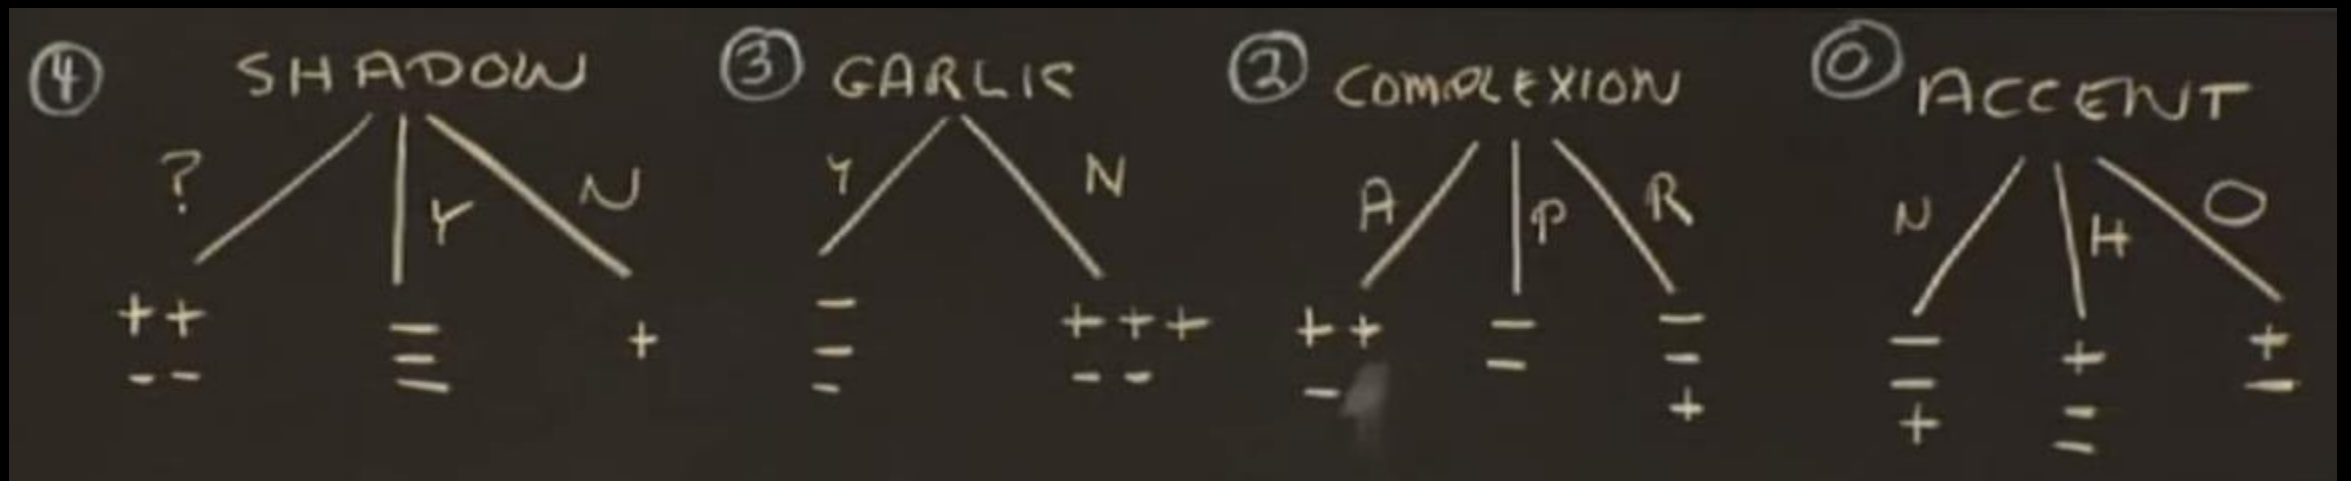 4 SHADOW 3 GARLIC 2 COMPLEXION 0 ACCENT
? Y N Y N A P R N H O
++ - + - +++ ++ - - - + +
-- - - -- - - - - - -
- - + + -